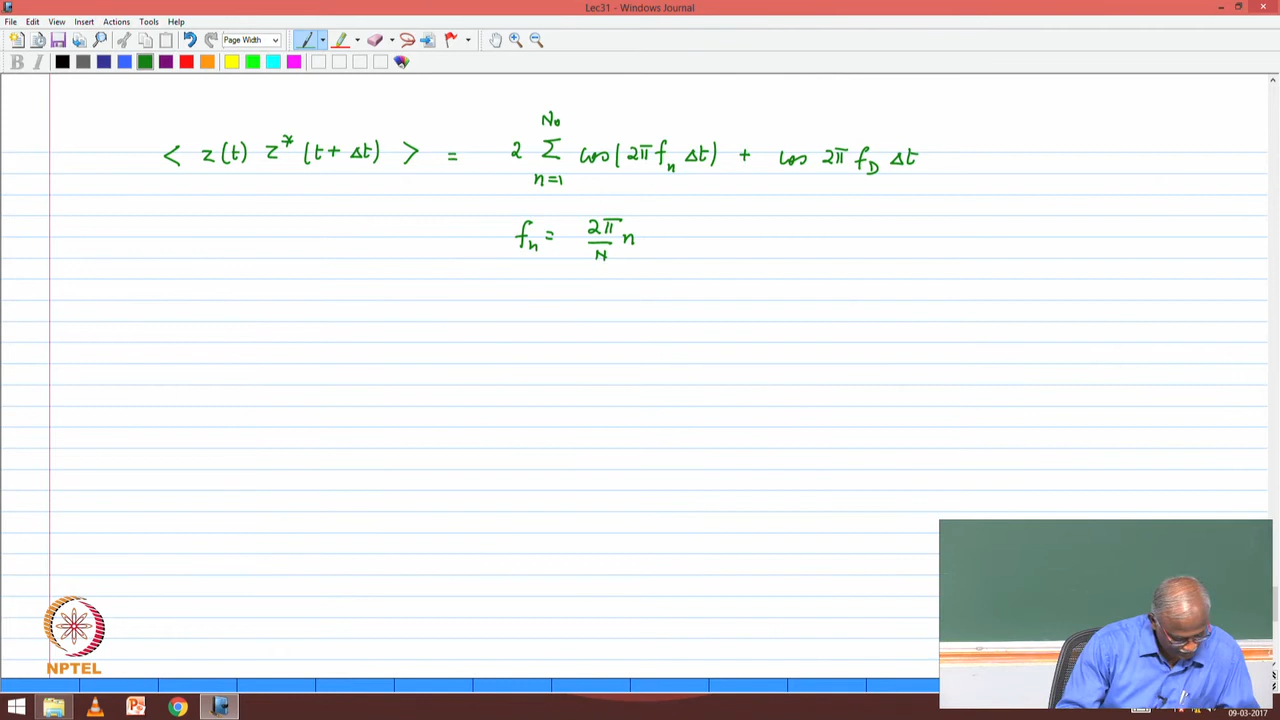 Lec31 - Windows Journal
File Edit View Insert Actions Tools Help
Page Width
B I
< z(t) z*(t + Δt) > = 2 ∑_{n=1}^{N₀} cos(2π f_n Δt) + cos 2π f_D Δt
f_n = 2π/N n
NPTEL
09-03-2017